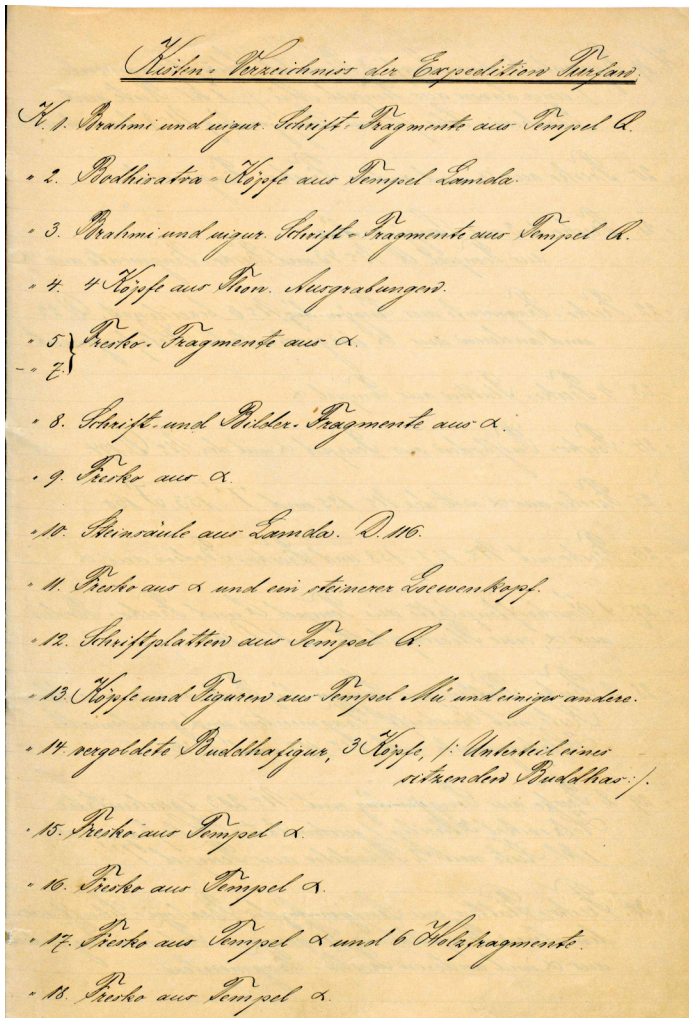 Kisten-Verzeichniss der Expedition Turfan.
K. 1. Brahmi und uigur. Schrift-Fragmente aus Tempel Q.
" 2. Bodhisatva-Köpfe aus Tempel Lamda.
" 3. Brahmi und uigur. Schrift-Fragmente aus Tempel Q.
" 4. 4 Köpfe aus Thon. Ausgrabungen.
" 5 } Fresko-Fragmente aus α.
– " 7. }
" 8. Schrift- und Bilder-Fragmente aus α.
" 9. Fresko aus α.
" 10. Steinsäule aus Lamda. D. 116.
" 11. Fresko aus α und ein steinerer Loewenkopf.
" 12. Schriftplatten aus Tempel Q.
" 13. Köpfe und Figuren aus Tempel Mü und einiges andere.
" 14. vergoldete Buddhafigur, 3 Köpfe, /: Unterteil eines
sitzenden Buddhas :/.
" 15. Fresko aus Tempel α.
" 16. Fresko aus Tempel α.
" 17. Fresko aus Tempel α und 6 Holzfragmente.
" 18. Fresko aus Tempel α.